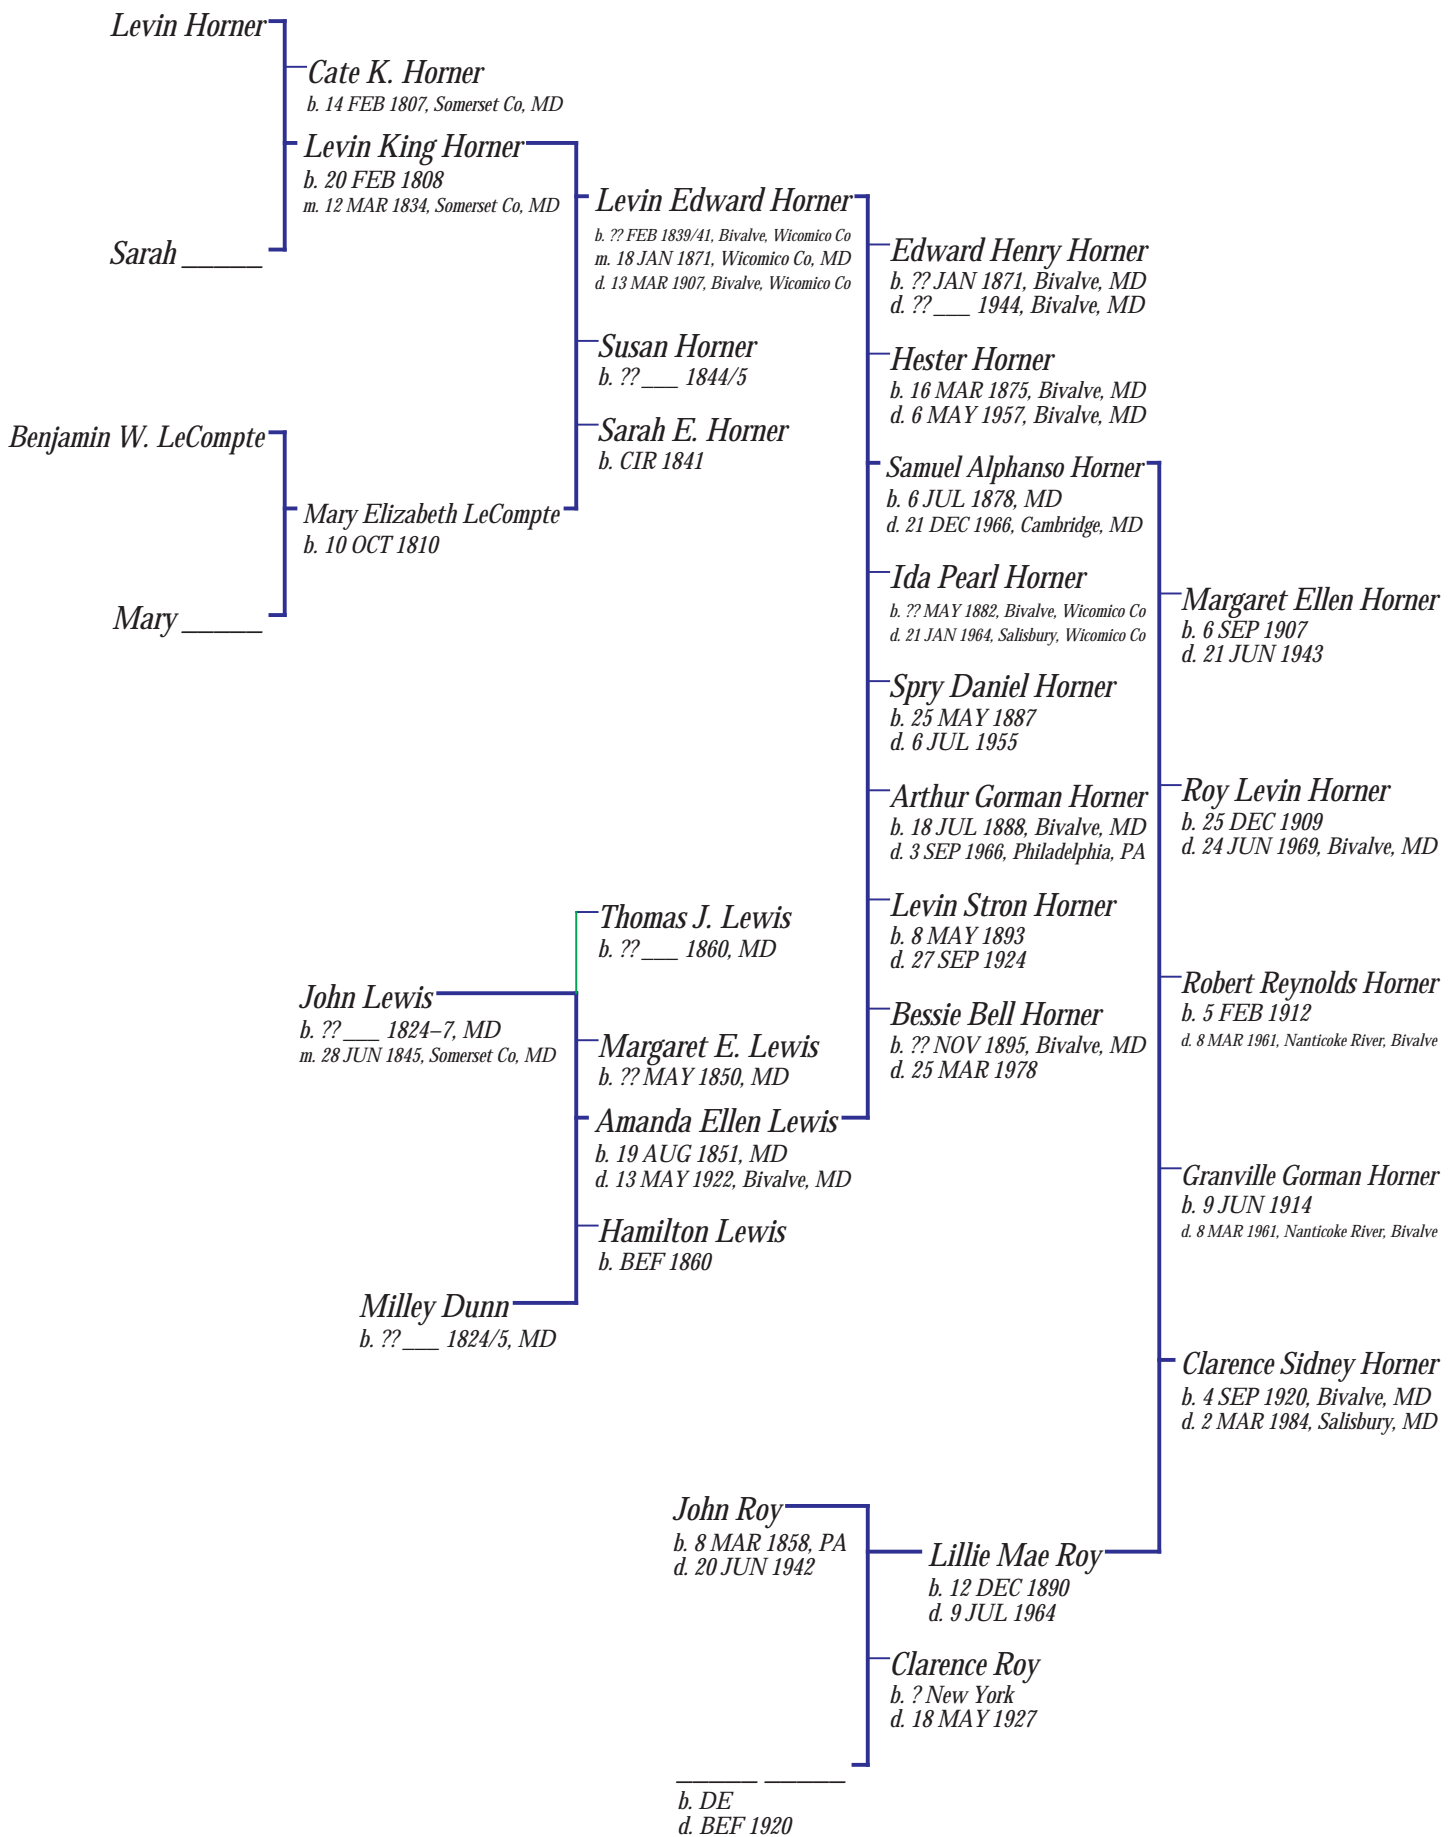 Levin Horner
Cate K. Horner
b. 14 FEB 1807, Somerset Co, MD
Levin King Horner
b. 20 FEB 1808
m. 12 MAR 1834, Somerset Co, MD
Sarah _____
Benjamin W. LeCompte
Mary Elizabeth LeCompte
b. 10 OCT 1810
Mary _____
Levin Edward Horner
b. ?? FEB 1839/41, Bivalve, Wicomico Co
m. 18 JAN 1871, Wicomico Co, MD
d. 13 MAR 1907, Bivalve, Wicomico Co
Susan Horner
b. ?? ___ 1844/5
Sarah E. Horner
b. CIR 1841
John Lewis
b. ?? ___ 1824–7, MD
m. 28 JUN 1845, Somerset Co, MD
Milley Dunn
b. ?? ___ 1824/5, MD
Thomas J. Lewis
b. ?? ___ 1860, MD
Margaret E. Lewis
b. ?? MAY 1850, MD
Amanda Ellen Lewis
b. 19 AUG 1851, MD
d. 13 MAY 1922, Bivalve, MD
Hamilton Lewis
b. BEF 1860
Edward Henry Horner
b. ?? JAN 1871, Bivalve, MD
d. ?? ___ 1944, Bivalve, MD
Hester Horner
b. 16 MAR 1875, Bivalve, MD
d. 6 MAY 1957, Bivalve, MD
Samuel Alphanso Horner
b. 6 JUL 1878, MD
d. 21 DEC 1966, Cambridge, MD
Ida Pearl Horner
b. ?? MAY 1882, Bivalve, Wicomico Co
d. 21 JAN 1964, Salisbury, Wicomico Co
Spry Daniel Horner
b. 25 MAY 1887
d. 6 JUL 1955
Arthur Gorman Horner
b. 18 JUL 1888, Bivalve, MD
d. 3 SEP 1966, Philadelphia, PA
Levin Stron Horner
b. 8 MAY 1893
d. 27 SEP 1924
Bessie Bell Horner
b. ?? NOV 1895, Bivalve, MD
d. 25 MAR 1978
John Roy
b. 8 MAR 1858, PA
d. 20 JUN 1942
_____ _____
b. DE
d. BEF 1920
Lillie Mae Roy
b. 12 DEC 1890
d. 9 JUL 1964
Clarence Roy
b. ? New York
d. 18 MAY 1927
Margaret Ellen Horner
b. 6 SEP 1907
d. 21 JUN 1943
Roy Levin Horner
b. 25 DEC 1909
d. 24 JUN 1969, Bivalve, MD
Robert Reynolds Horner
b. 5 FEB 1912
d. 8 MAR 1961, Nanticoke River, Bivalve
Granville Gorman Horner
b. 9 JUN 1914
d. 8 MAR 1961, Nanticoke River, Bivalve
Clarence Sidney Horner
b. 4 SEP 1920, Bivalve, MD
d. 2 MAR 1984, Salisbury, MD